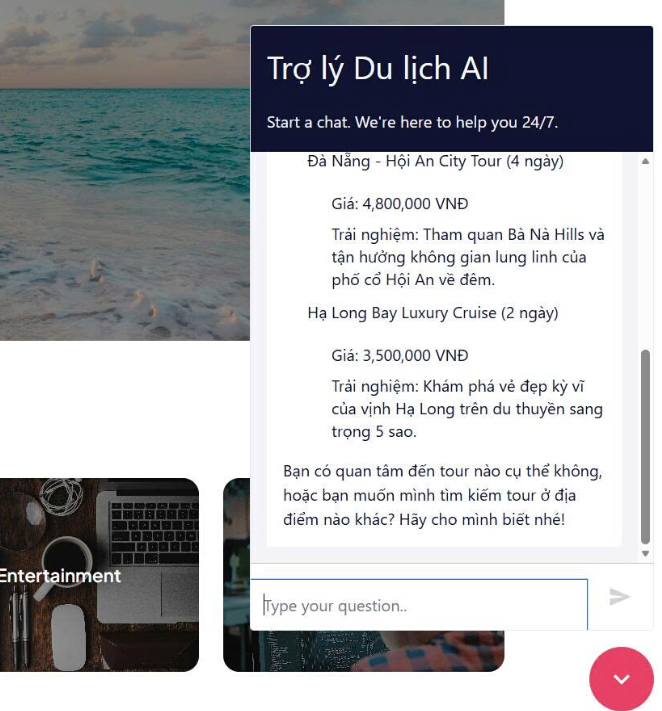 Trợ lý Du lịch AI
Start a chat. We're here to help you 24/7.
Đà Nẵng - Hội An City Tour (4 ngày)
Giá: 4,800,000 VNĐ
Trải nghiệm: Tham quan Bà Nà Hills và
tận hưởng không gian lung linh của
phố cổ Hội An về đêm.
Hạ Long Bay Luxury Cruise (2 ngày)
Giá: 3,500,000 VNĐ
Trải nghiệm: Khám phá vẻ đẹp kỳ vĩ
của vịnh Hạ Long trên du thuyền sang
trọng 5 sao.
Bạn có quan tâm đến tour nào cụ thể không,
hoặc bạn muốn mình tìm kiếm tour ở địa
điểm nào khác? Hãy cho mình biết nhé!
Entertainment
Type your question..